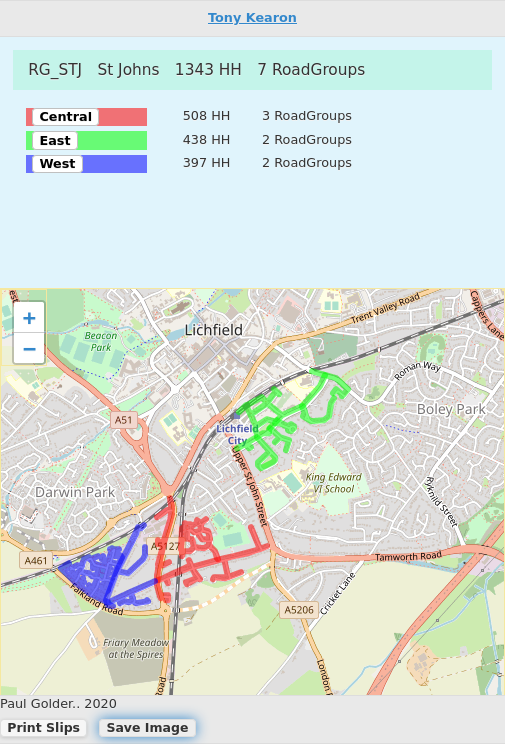 Tony Kearon
RG_STJ St Johns 1343 HH 7 RoadGroups
Central 508 HH 3 RoadGroups
East 438 HH 2 RoadGroups
West 397 HH 2 RoadGroups
+
−
Trent Valley Road
Cappers Lane
Lichfield
Beacon
Park
Roman Way
Boley Park
A51
Lichfield
City
Upper St John Street
King Edward
VI School
Ryknild Street
Darwin Park
A5127
A461
Tamworth Road
Falkland Road
Cricket Lane
A5206
Friary Meadow
at the Spires
London R
Road
Paul Golder.. 2020
Print Slips Save Image